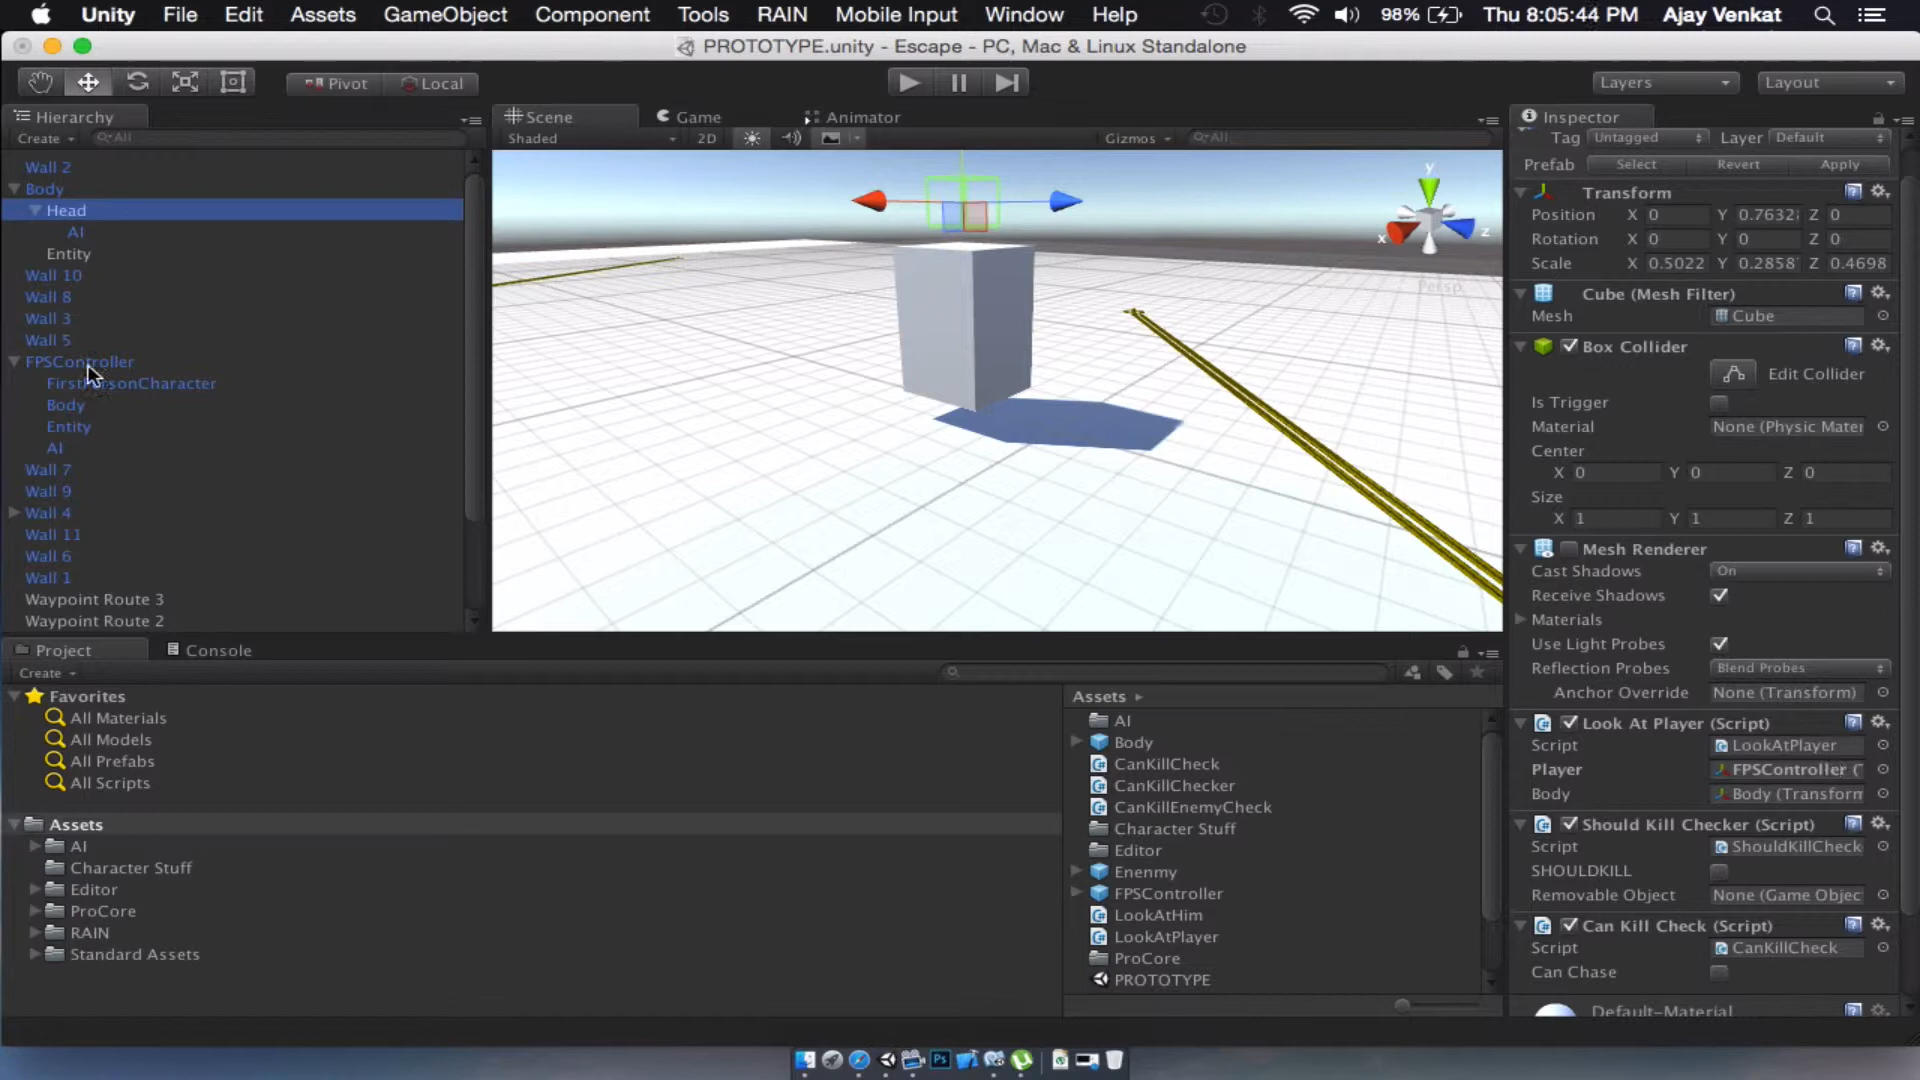 Unity File Edit Assets GameObject Component Tools RAIN Mobile Input Window Help 98% Thu 8:05:44 PM Ajay Venkat
PROTOTYPE.unity - Escape - PC, Mac & Linux Standalone
Pivot Local Layers Layout
Hierarchy
Create All
Wall 2
Body
Head
AI
Entity
Wall 10
Wall 8
Wall 3
Wall 5
FPSController
FirstPersonCharacter
Body
Entity
AI
Wall 7
Wall 9
Wall 4
Wall 11
Wall 6
Wall 1
Waypoint Route 3
Waypoint Route 2
Scene Game Animator
Shaded 2D Gizmos All
y
x z
Persp
Inspector
Tag Untagged Layer Default
Prefab Select Revert Apply
Transform
Position X 0 Y 0.7632 Z 0
Rotation X 0 Y 0 Z 0
Scale X 0.5022 Y 0.2858 Z 0.4698
Cube (Mesh Filter)
Mesh Cube
Box Collider
Edit Collider
Is Trigger
Material None (Physic Mater
Center
X 0 Y 0 Z 0
Size
X 1 Y 1 Z 1
Mesh Renderer
Cast Shadows On
Receive Shadows
Materials
Use Light Probes
Reflection Probes Blend Probes
Anchor Override None (Transform)
Look At Player (Script)
Script LookAtPlayer
Player FPSController (
Body Body (Transform
Should Kill Checker (Script)
Script ShouldKillCheck
SHOULDKILL
Removable Object None (Game Objec
Can Kill Check (Script)
Script CanKillCheck
Can Chase
Default-Material
Project Console
Create
Favorites
All Materials
All Models
All Prefabs
All Scripts
Assets
AI
Character Stuff
Editor
ProCore
RAIN
Standard Assets
Assets
AI
Body
CanKillCheck
CanKillChecker
CanKillEnemyCheck
Character Stuff
Editor
Enenmy
FPSController
LookAtHim
LookAtPlayer
ProCore
PROTOTYPE
Ps